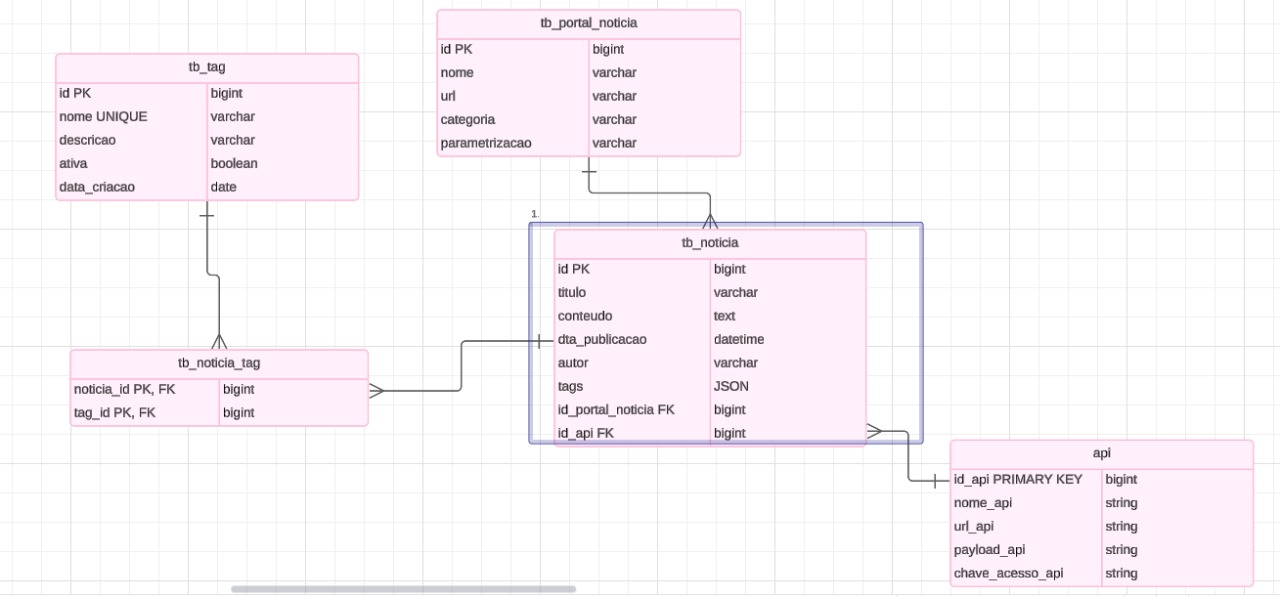 tb_portal_noticia
id PK bigint
nome varchar
url varchar
categoria varchar
parametrizacao varchar
tb_tag
id PK bigint
nome UNIQUE varchar
descricao varchar
ativa boolean
data_criacao date
1.
tb_noticia
id PK bigint
titulo varchar
conteudo text
dta_publicacao datetime
autor varchar
tags JSON
id_portal_noticia FK bigint
id_api FK bigint
tb_noticia_tag
noticia_id PK, FK bigint
tag_id PK, FK bigint
api
id_api PRIMARY KEY bigint
nome_api string
url_api string
payload_api string
chave_acesso_api string